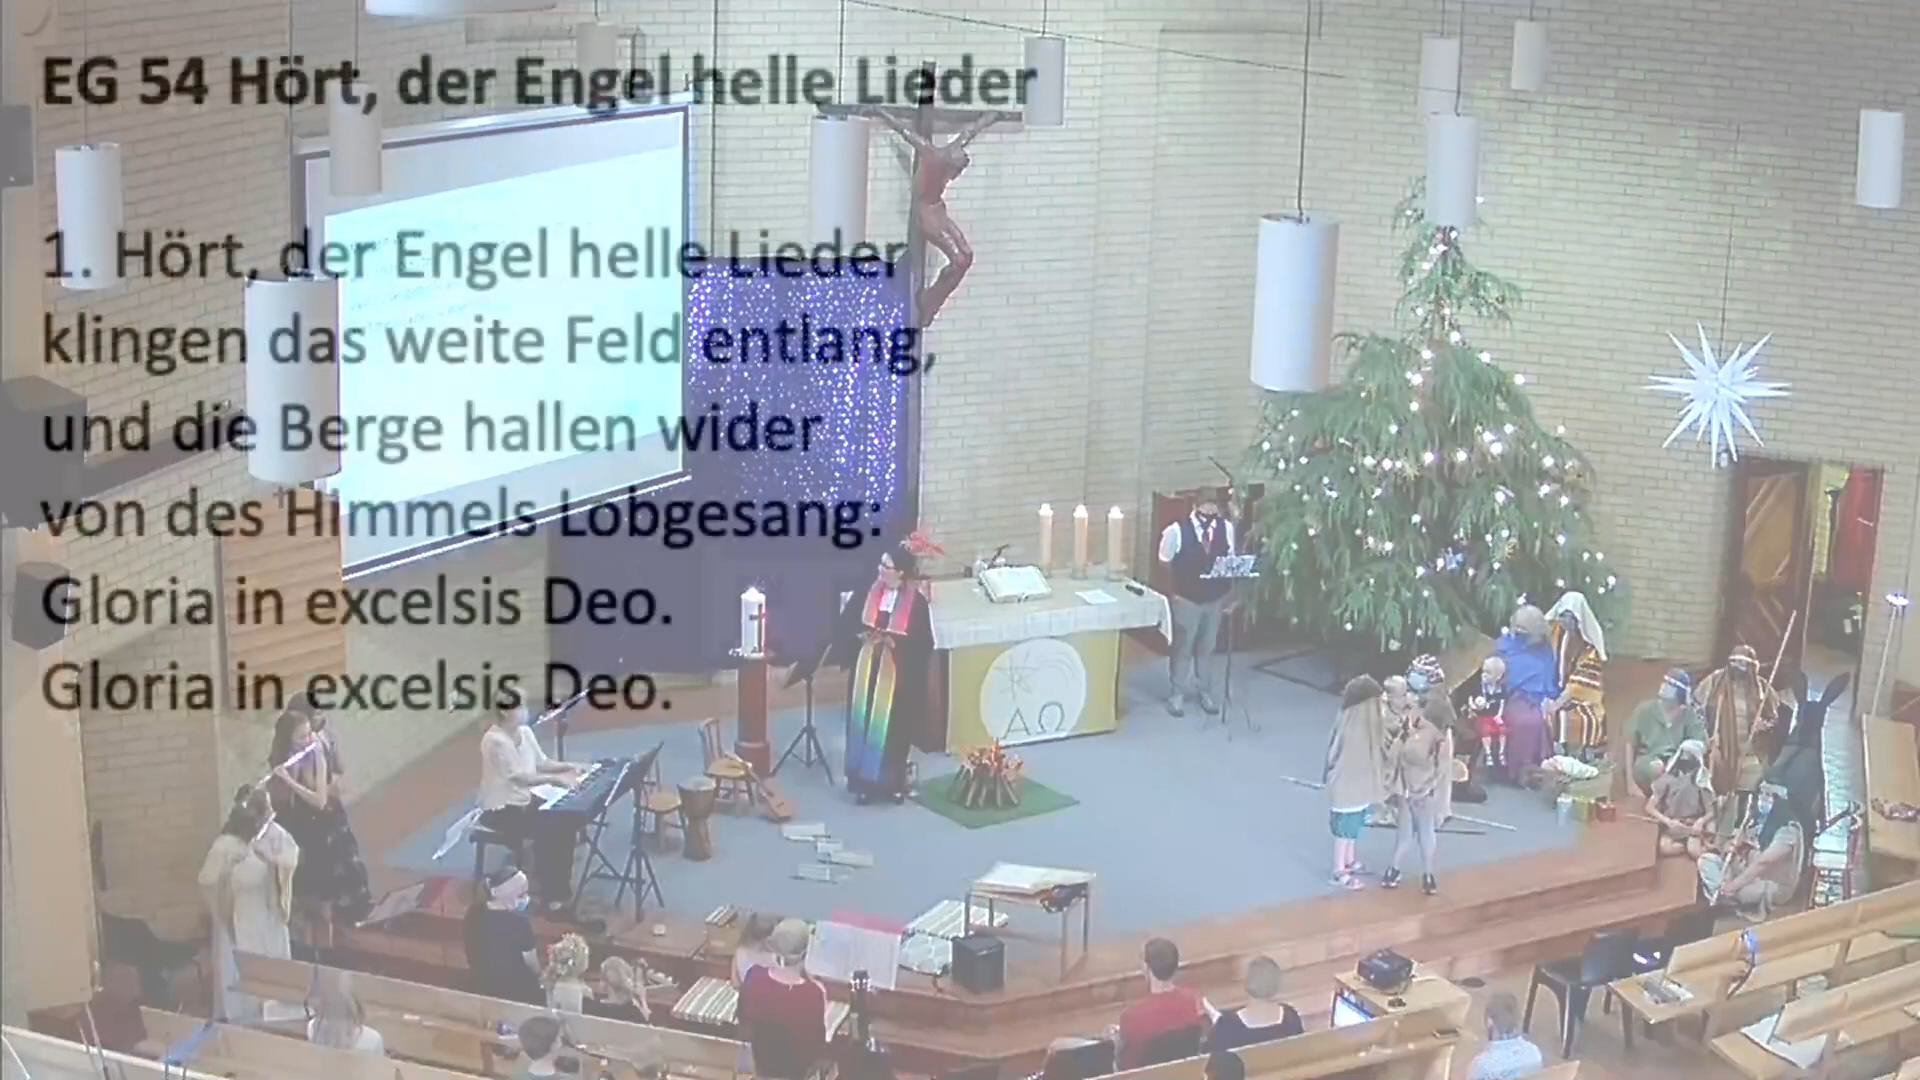 EG 54 Hört, der Engel helle Lieder
1. Hört, der Engel helle Lieder
klingen das weite Feld entlang,
und die Berge hallen wider
von des Himmels Lobgesang:
Gloria in excelsis Deo.
Gloria in excelsis Deo.
ΑΩ